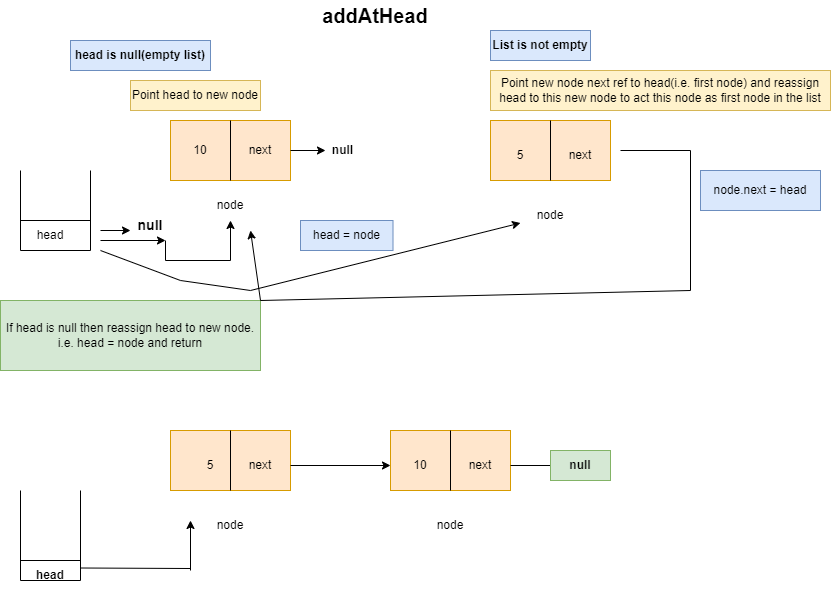 addAtHead
head is null(empty list)
List is not empty
Point head to new node
Point new node next ref to head(i.e. first node) and reassign
head to this new node to act this node as first node in the list
10
next
null
5
next
node.next = head
node
node
null
head
head = node
If head is null then reassign head to new node.
i.e. head = node and return
5
next
10
next
null
node
node
head